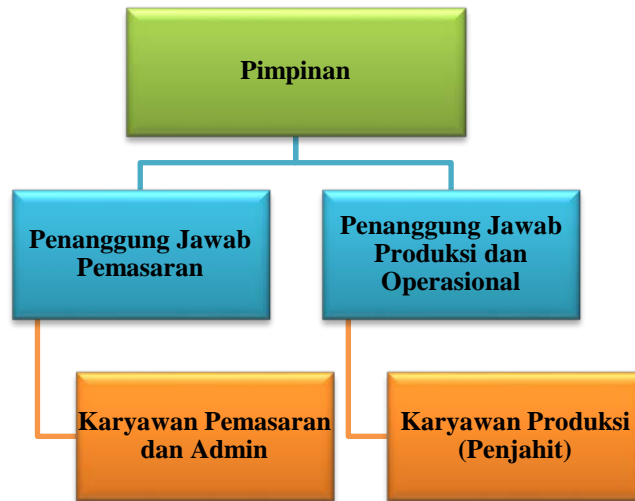 Pimpinan
Penanggung Jawab
Pemasaran
Penanggung Jawab
Produksi dan
Operasional
Karyawan Pemasaran
dan Admin
Karyawan Produksi
(Penjahit)